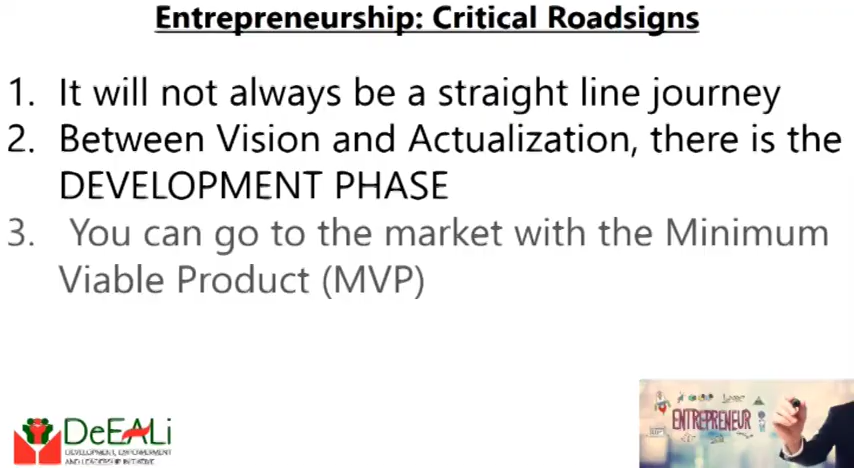 Entrepreneurship: Critical Roadsigns
1. It will not always be a straight line journey
2. Between Vision and Actualization, there is the
DEVELOPMENT PHASE
3. You can go to the market with the Minimum
Viable Product (MVP)
DeEALi
DEVELOPMENT, EMPOWERMENT
AND LEADERSHIP INITIATIVE
ENTREPRENEUR